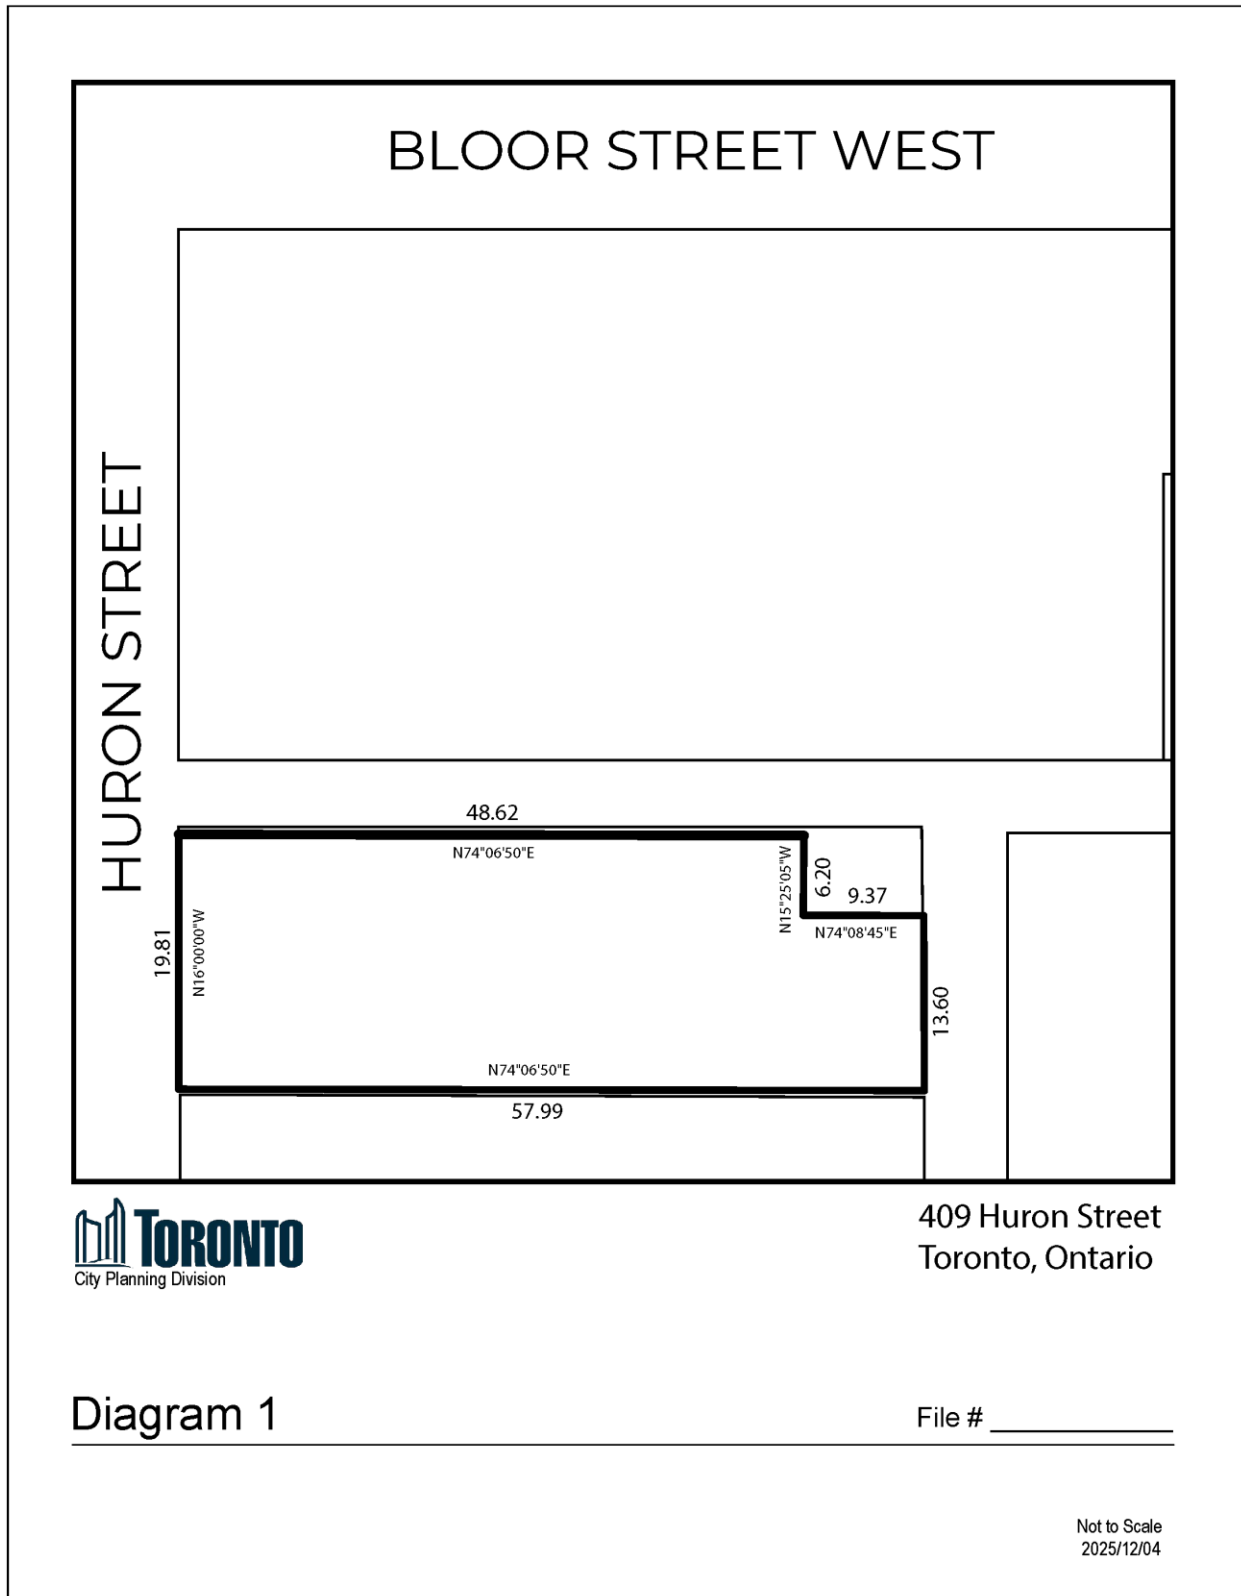 BLOOR STREET WEST
HURON STREET
48.62
N74"06'50"E
N15"25'05"W
6.20
9.37
N74"08'45"E
19.81
N16"00'00"W
13.60
N74"06'50"E
57.99
TORONTO
City Planning Division
409 Huron Street
Toronto, Ontario
Diagram 1
File #
Not to Scale
2025/12/04